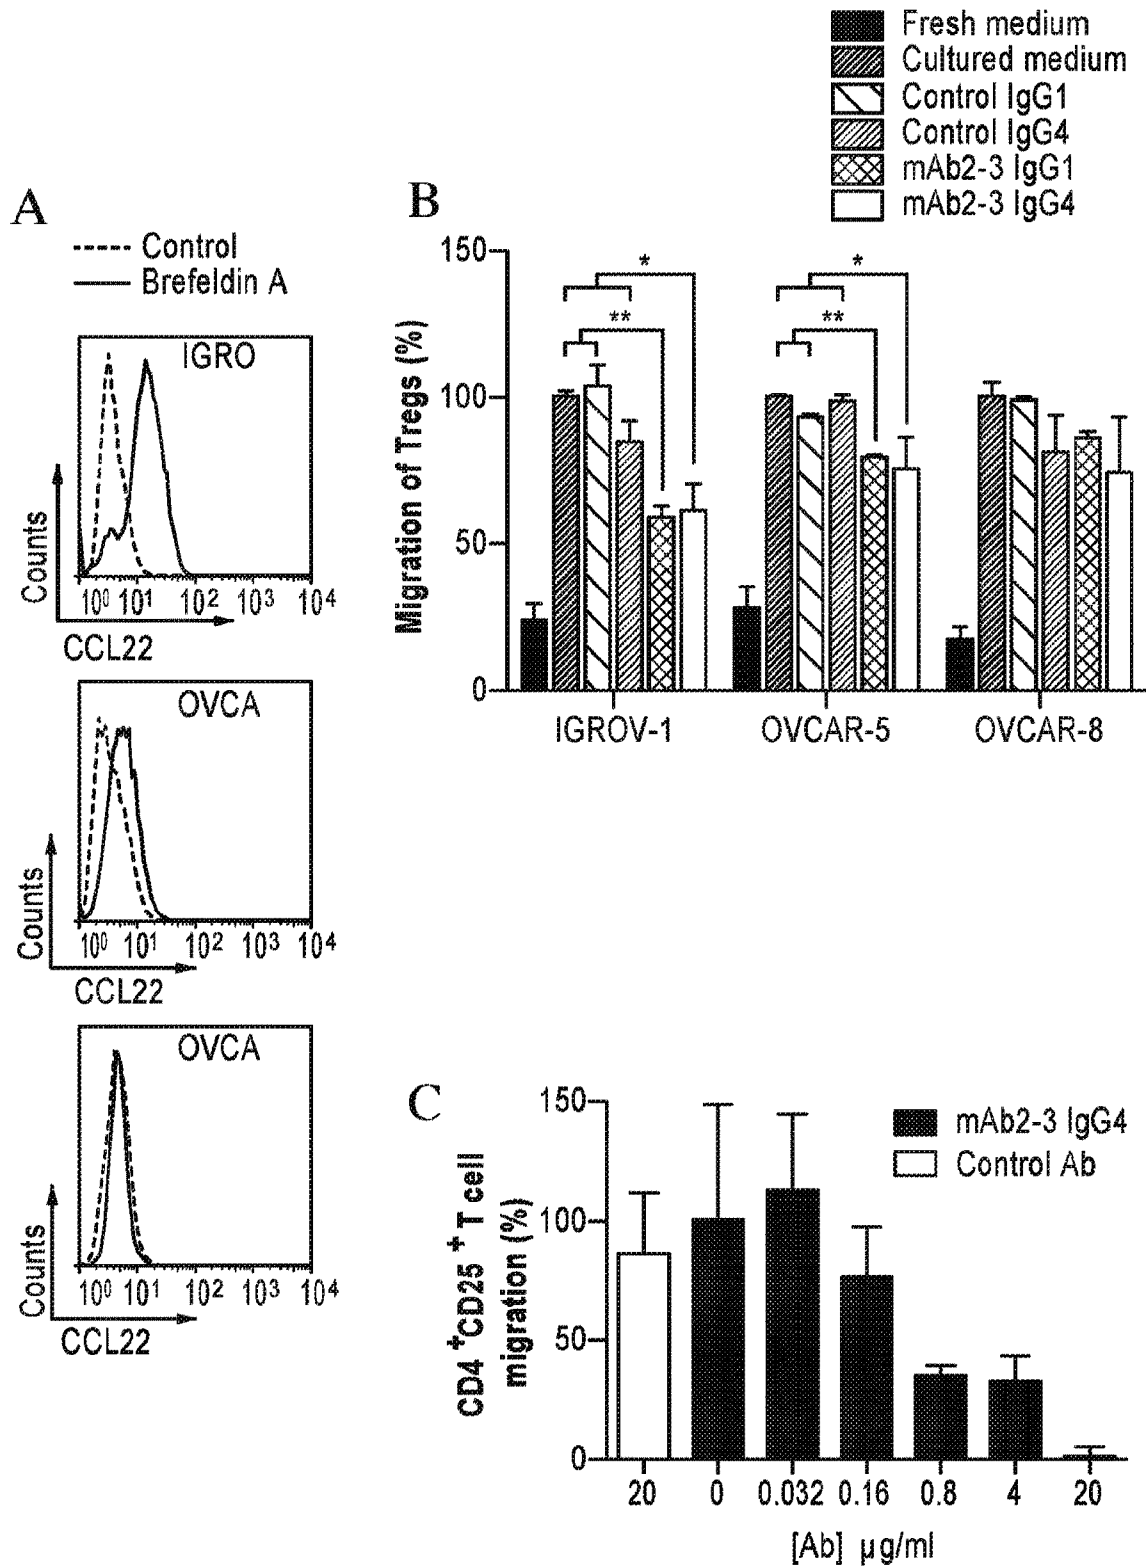 Fresh medium
Cultured medium
Control IgG1
Control IgG4
mAb2-3 IgG1
mAb2-3 IgG4
A
Control
Brefeldin A
IGRO
Counts
10⁰ 10¹ 10² 10³ 10⁴
CCL22
OVCA
Counts
10⁰ 10¹ 10² 10³ 10⁴
CCL22
OVCA
Counts
10⁰ 10¹ 10² 10³ 10⁴
CCL22
B
Migration of Tregs (%)
150
100
50
0
*
**
*
**
IGROV-1 OVCAR-5 OVCAR-8
C
mAb2-3 IgG4
Control Ab
CD4⁺CD25⁺ T cell
migration (%)
150
100
50
0
20 0 0.032 0.16 0.8 4 20
[Ab] µg/ml